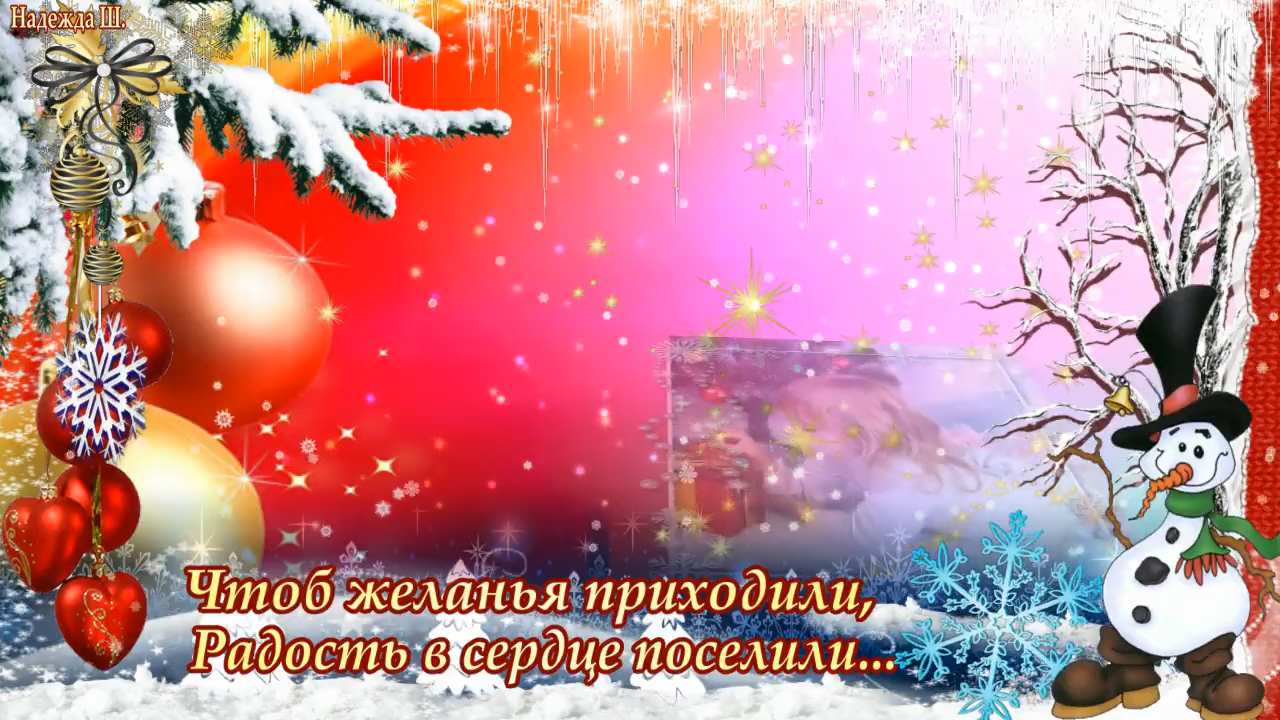 Надежда Ш.
Чтоб желанья приходили,
Радость в сердце поселили...